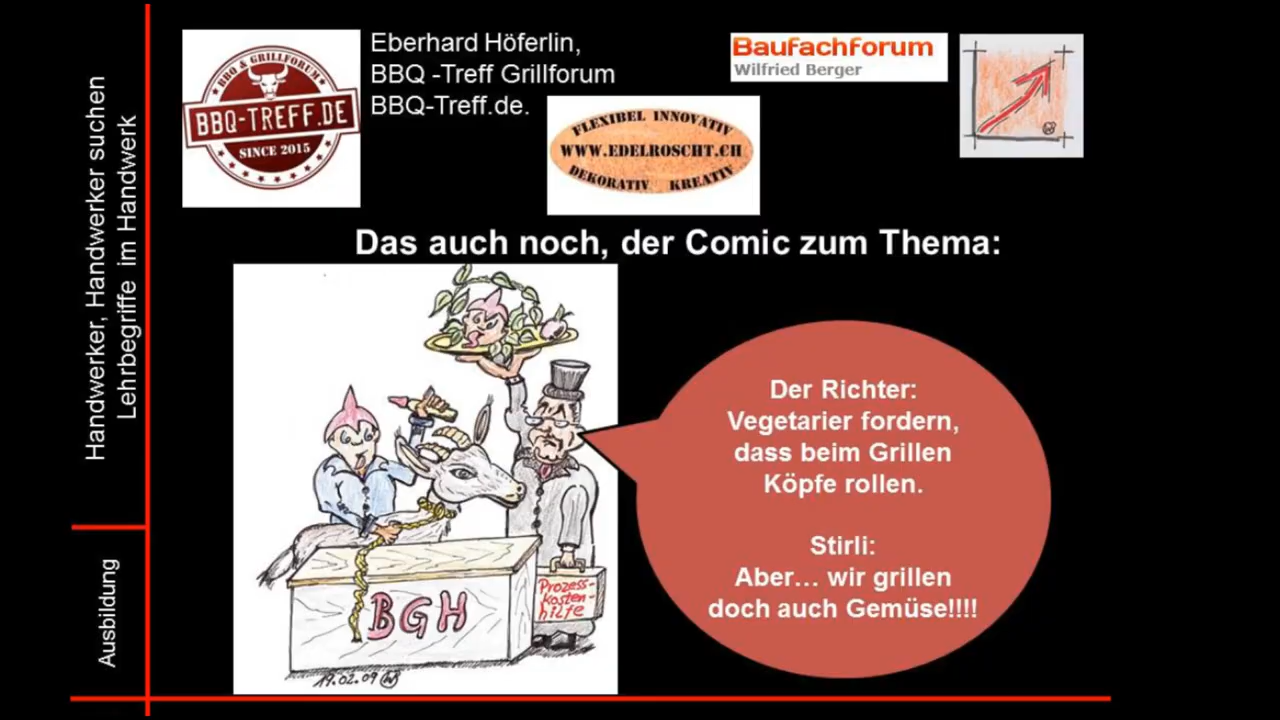 Handwerker, Handwerker suchen
Lehrbegriffe im Handwerk
Ausbildung
BBQ & GRILLFORUM
BBQ-TREFF.DE
SINCE 2015
Eberhard Höferlin,
BBQ -Treff Grillforum
BBQ-Treff.de.
FLEXIBEL INNOVATIV
WWW.EDELROSCHT.CH
DEKORATIV KREATIV
Baufachforum
Wilfried Berger
Das auch noch, der Comic zum Thema:
Der Richter:
Vegetarier fordern,
dass beim Grillen
Köpfe rollen.
Stirli:
Aber... wir grillen
doch auch Gemüse!!!!
Prozess-
kosten-
hilfe
BGH
19.02.09